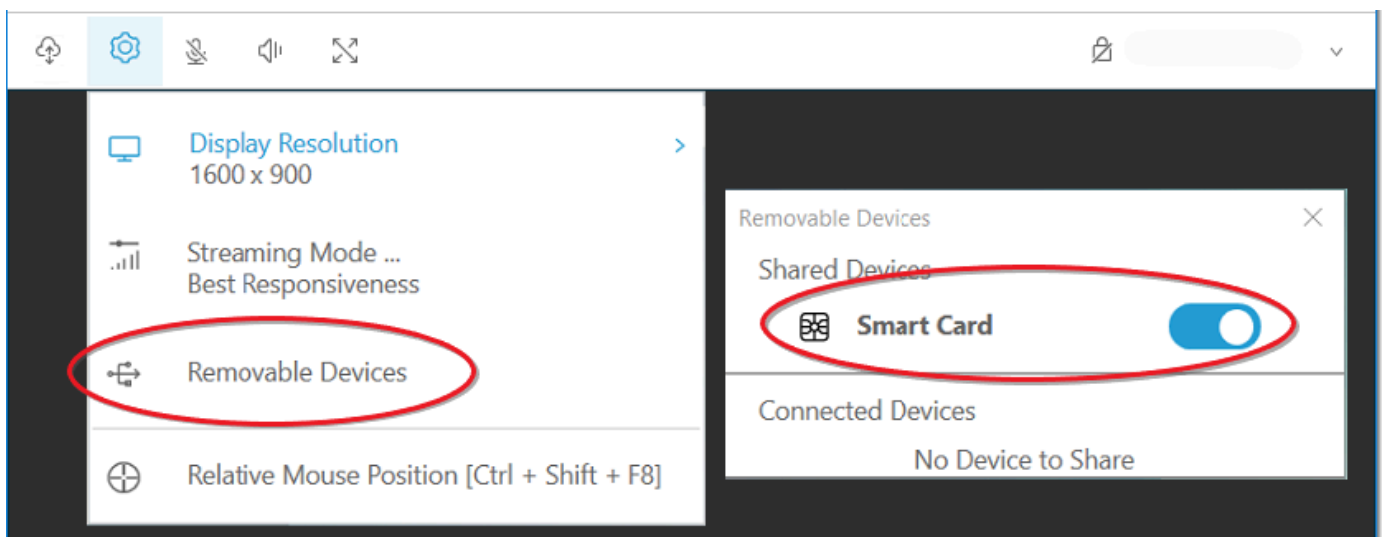 Display Resolution
1600 x 900
Streaming Mode ...
Best Responsiveness
Removable Devices
Relative Mouse Position [Ctrl + Shift + F8]
Removable Devices
Shared Devices
Smart Card
Connected Devices
No Device to Share